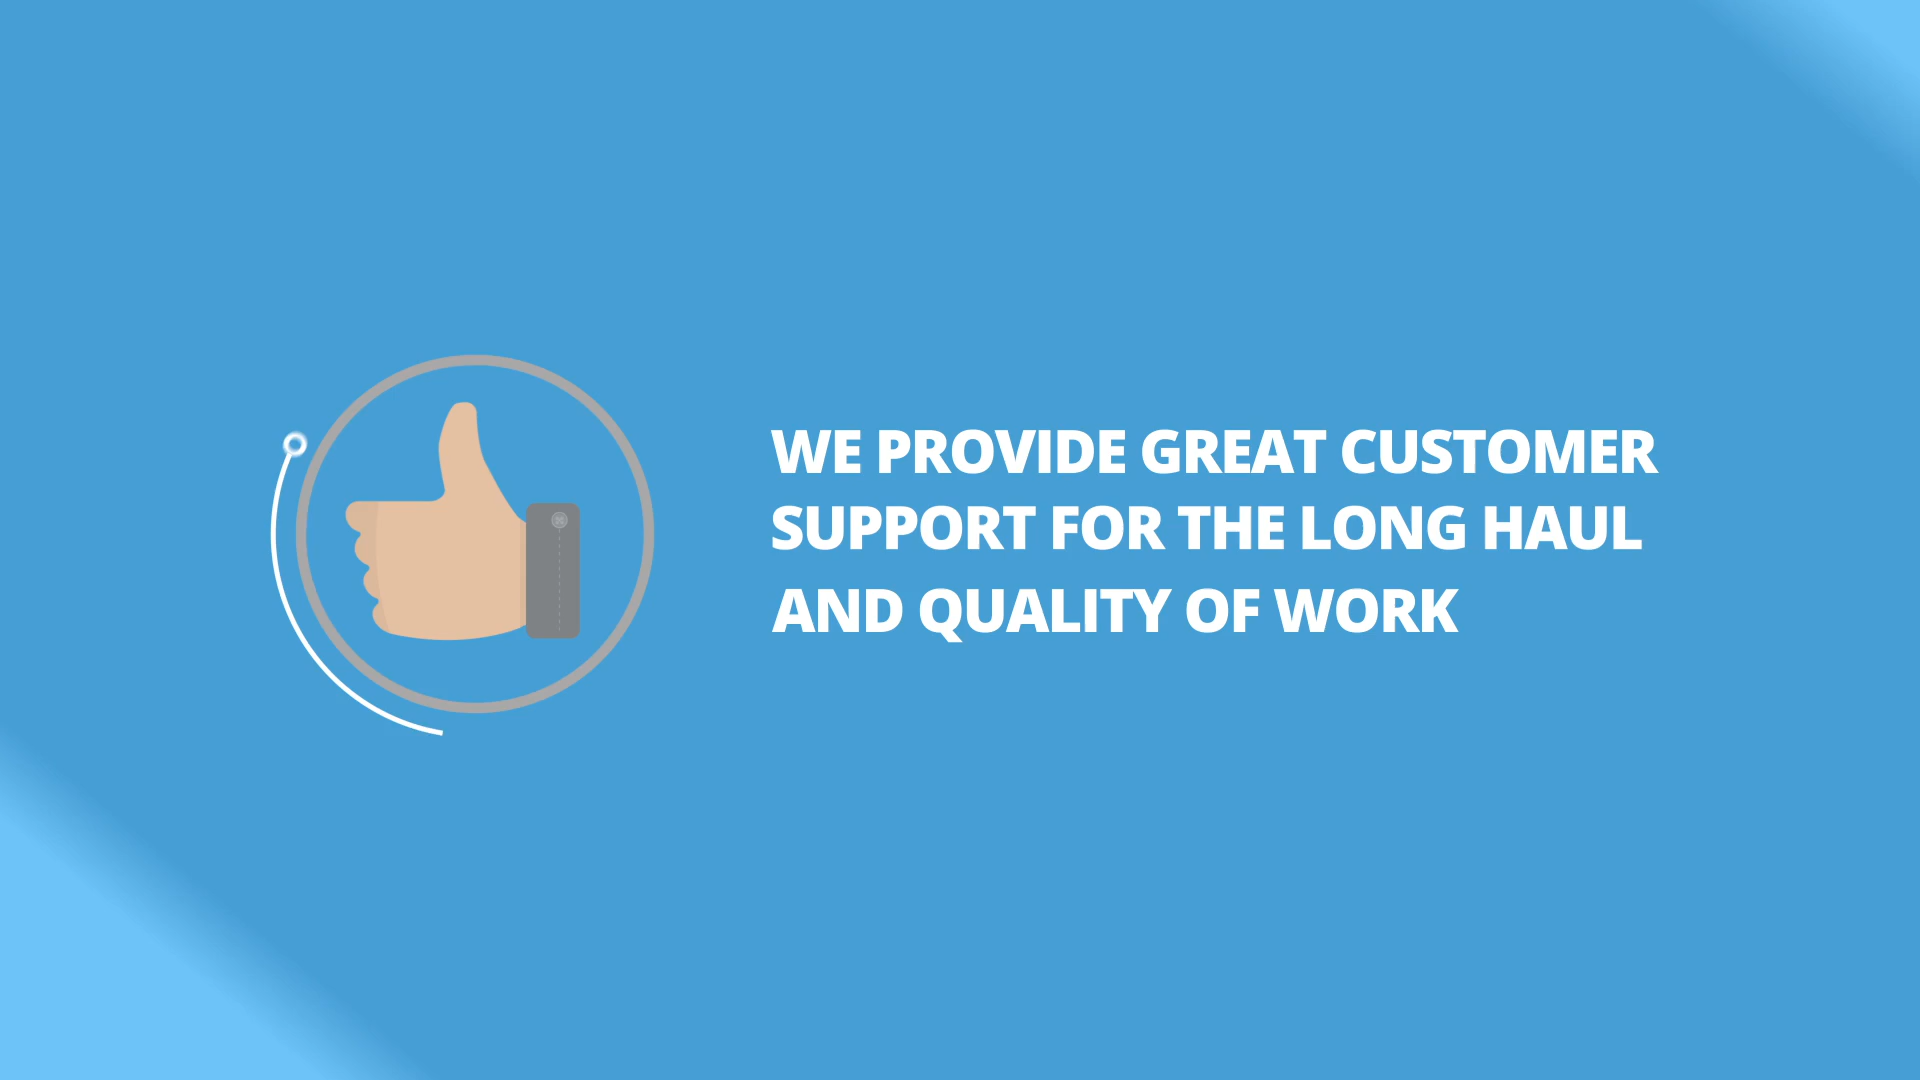 WE PROVIDE GREAT CUSTOMER
SUPPORT FOR THE LONG HAUL
AND QUALITY OF WORK